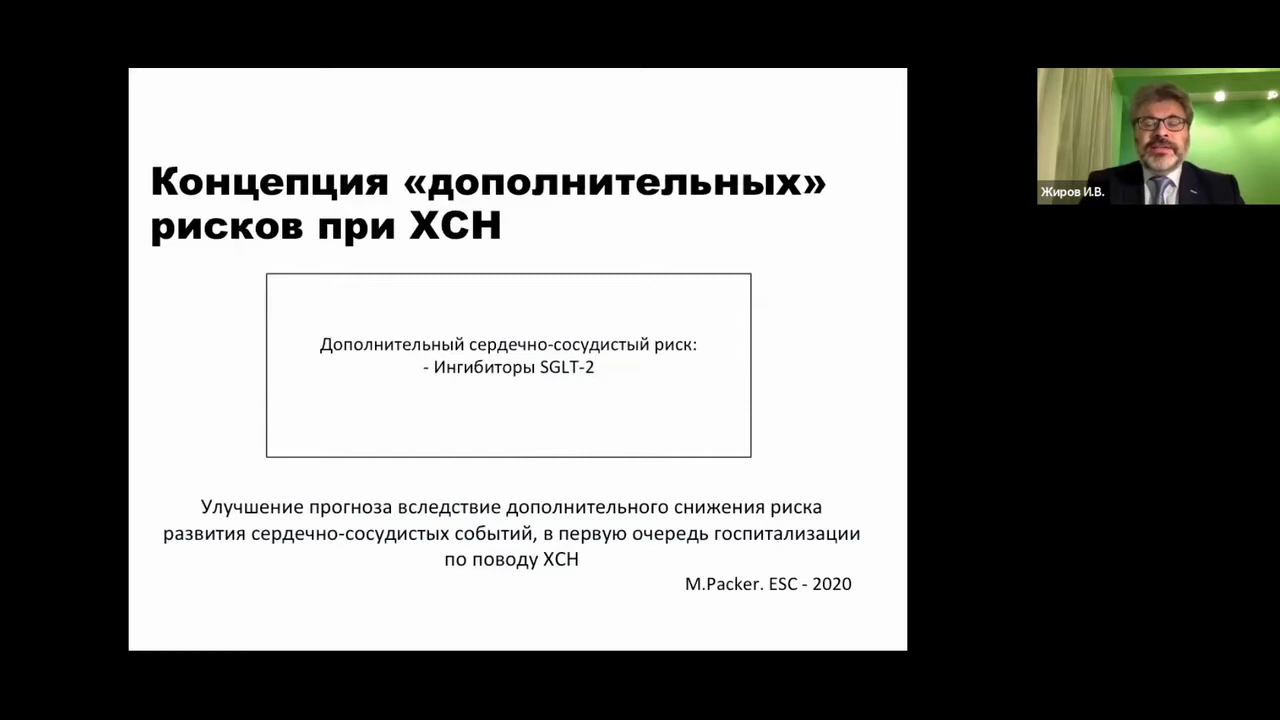 Концепция «дополнительных»
рисков при ХСН
Дополнительный сердечно-сосудистый риск:
- Ингибиторы SGLT-2
Улучшение прогноза вследствие дополнительного снижения риска
развития сердечно-сосудистых событий, в первую очередь госпитализации
по поводу ХСН
M.Packer. ESC - 2020
Жиров И.В.